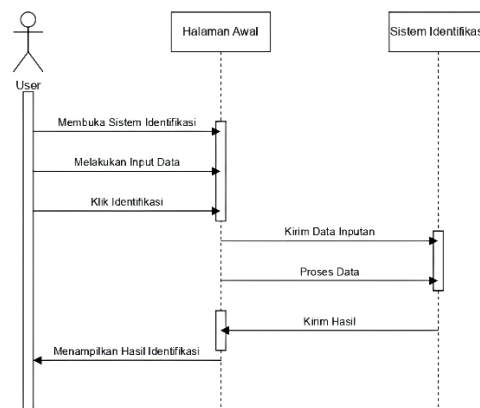 Halaman Awal
Sistem Identifikasi
User
Membuka Sistem Identifikasi
Melakukan Input Data
Klik Identifikasi
Kirim Data Inputan
Proses Data
Kirim Hasil
Menampilkan Hasil Identifikasi